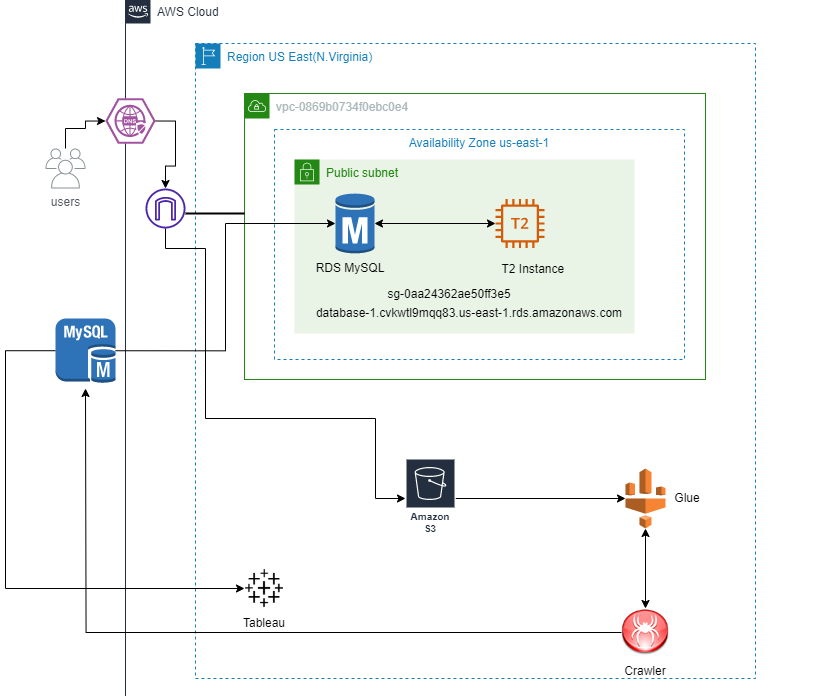 aws
AWS Cloud
Region US East(N.Virginia)
vpc-0869b0734f0ebc0e4
Availability Zone us-east-1
DNS
Public subnet
users
M
T2
RDS MySQL
T2 Instance
sg-0aa24362ae50ff3e5
database-1.cvkwtl9mqq83.us-east-1.rds.amazonaws.com
MySQL
M
Amazon
S3
Glue
Tableau
Crawler